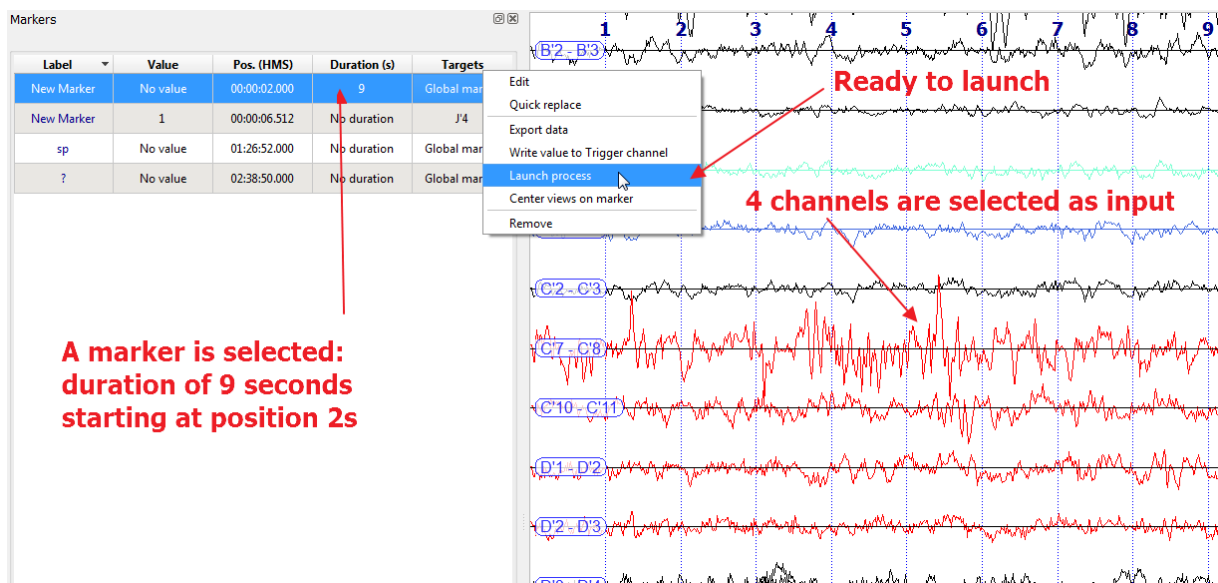 Markers
Label Value Pos. (HMS) Duration (s) Targets
New Marker No value 00:00:02.000 9 Global mar
New Marker 1 00:00:06.512 No duration J'4
sp No value 01:26:52.000 No duration Global mar
? No value 02:38:50.000 No duration Global mar
Edit
Quick replace
Export data
Write value to Trigger channel
Launch process
Center views on marker
Remove
1 2 3 4 5 6 7 8 9
B'2 - B'3
Ready to launch
4 channels are selected as input
C'2 - C'3
C'7 - C'8
C'10 - C'11
D'1 - D'2
D'2 - D'3
A marker is selected:
duration of 9 seconds
starting at position 2s